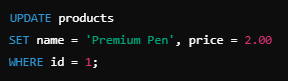 UPDATE products
SET name = 'Premium Pen', price = 2.00
WHERE id = 1;